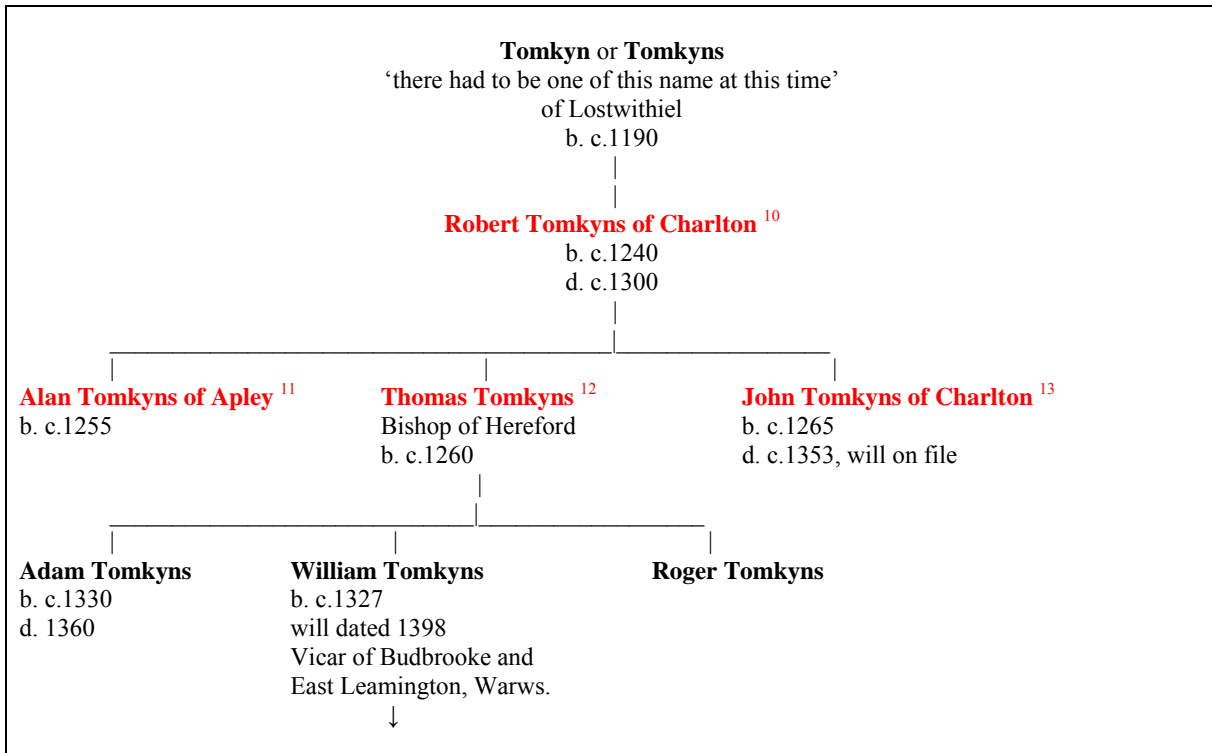 Tomkyn or Tomkyns
‘there had to be one of this name at this time’
of Lostwithiel
b. c.1190
Robert Tomkyns of Charlton 10
b. c.1240
d. c.1300
Alan Tomkyns of Apley 11
b. c.1255
Thomas Tomkyns 12
Bishop of Hereford
b. c.1260
John Tomkyns of Charlton 13
b. c.1265
d. c.1353, will on file
Adam Tomkyns
b. c.1330
d. 1360
William Tomkyns
b. c.1327
will dated 1398
Vicar of Budbrooke and
East Leamington, Warws.
↓
Roger Tomkyns